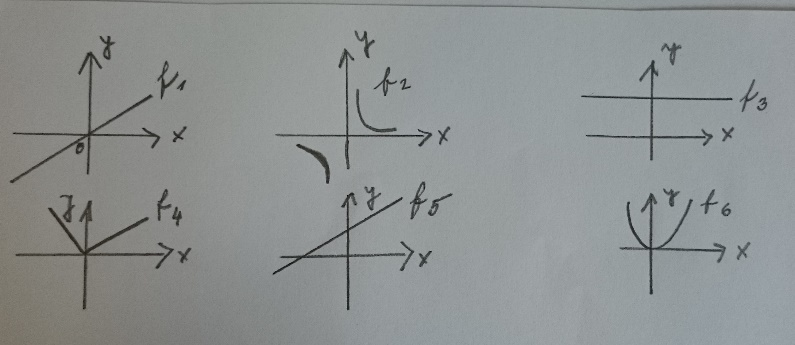 y f₁ x 0
y f₂ x
y f₃ x
y f₄ x
y f₅ x
y f₆ x